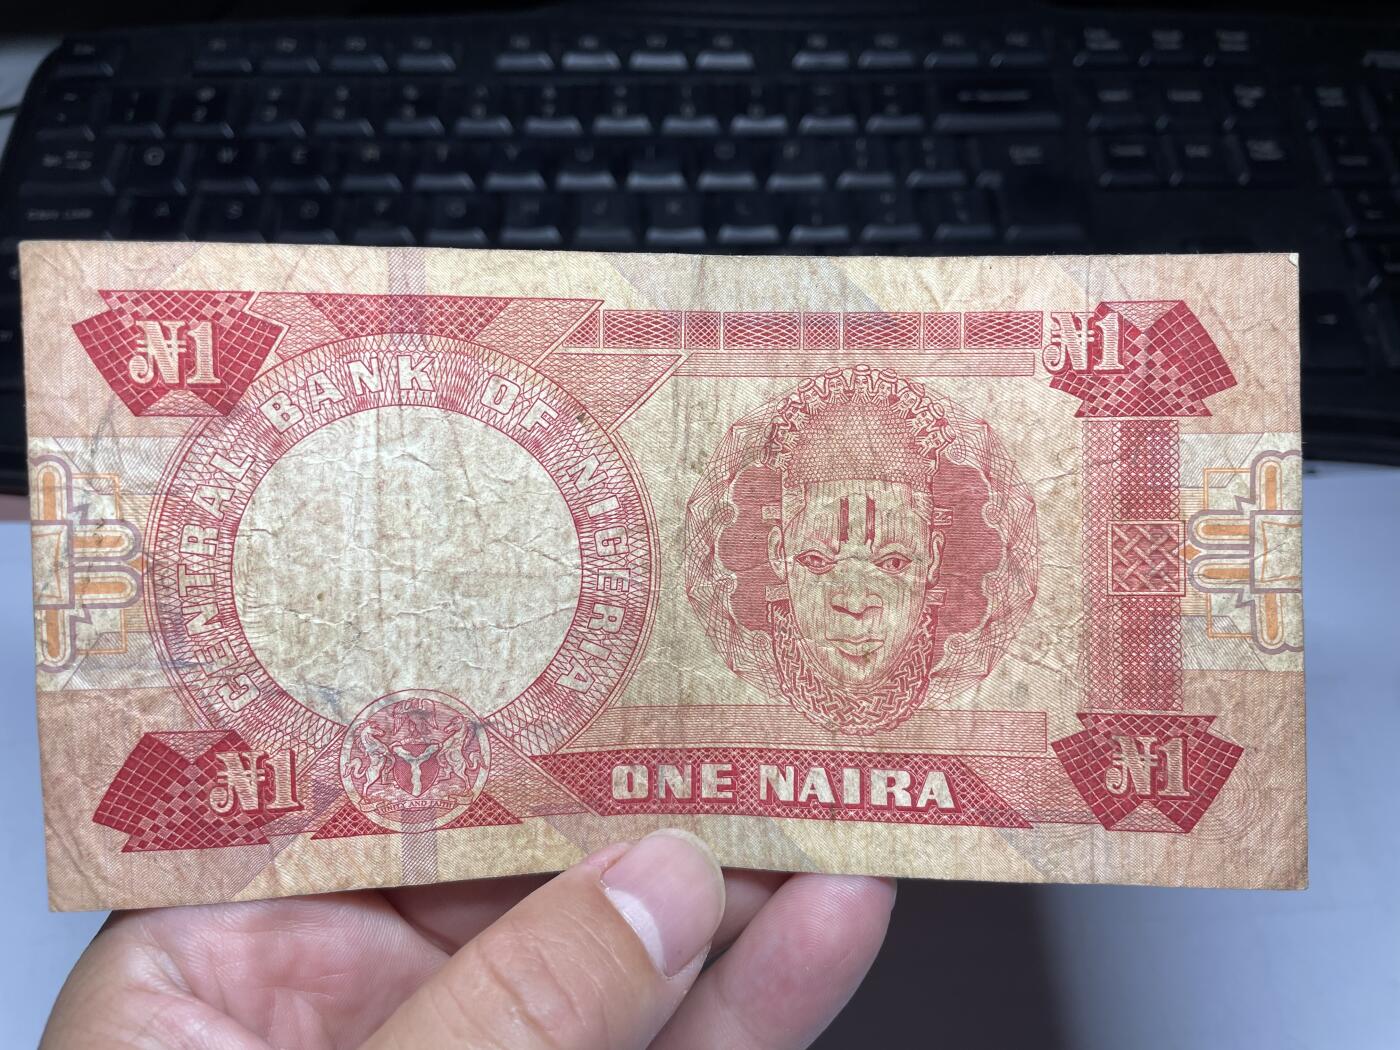 ₦1
CENTRAL BANK OF NIGERIA
₦1
₦1
ONE NAIRA
₦1